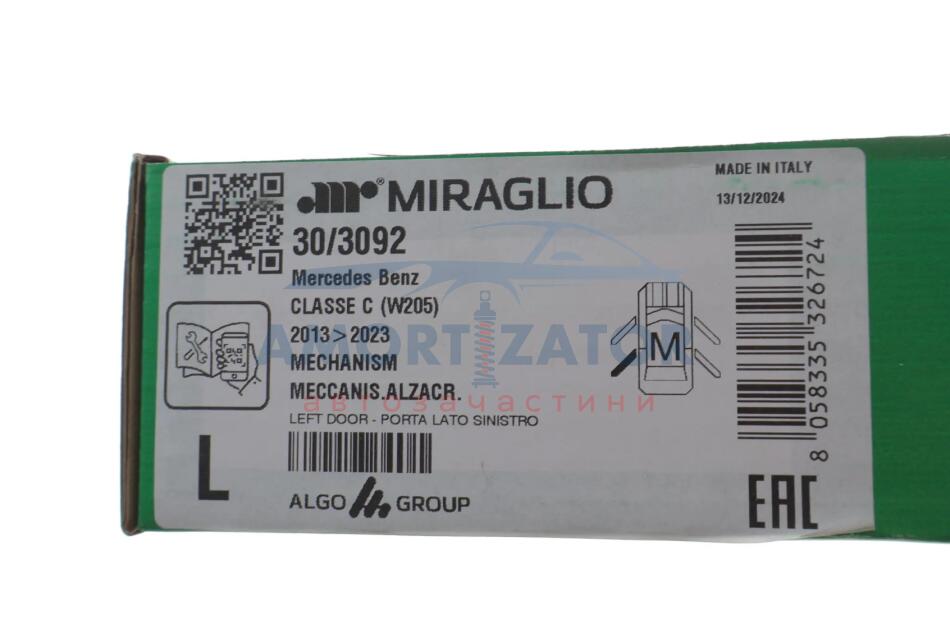 MIRAGLIO
MADE IN ITALY
13/12/2024
30/3092
Mercedes Benz
CLASSE C (W205)
2013>2023
MECHANISM
MECCANIS.ALZACR.
LEFT DOOR - PORTA LATO SINISTRO
M
8 058335 326724
L
ALGO GROUP
EAC
AMORTIZATOR
автозачастини